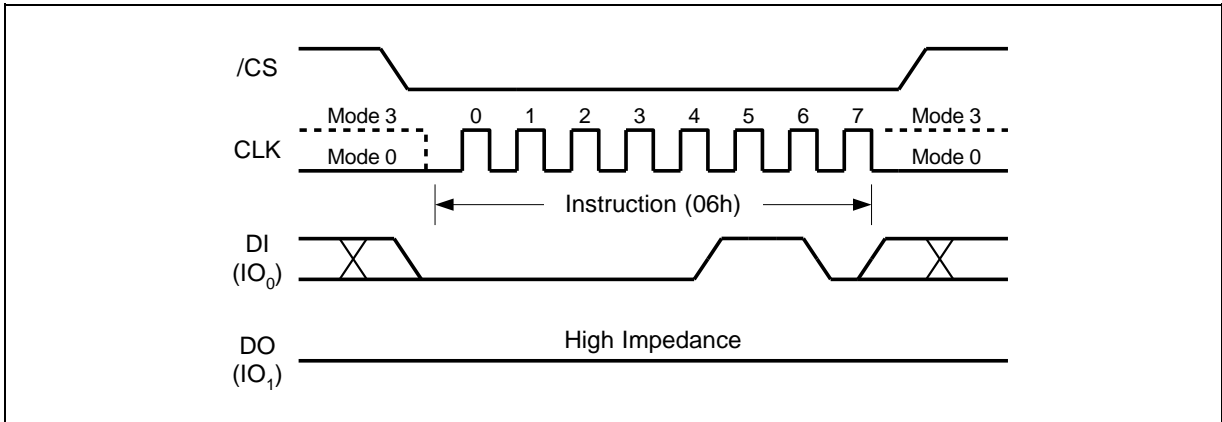 /CS
Mode 3 0 1 2 3 4 5 6 7 Mode 3
CLK
Mode 0 Mode 0
Instruction (06h)
DI
(IO₀)
High Impedance
DO
(IO₁)